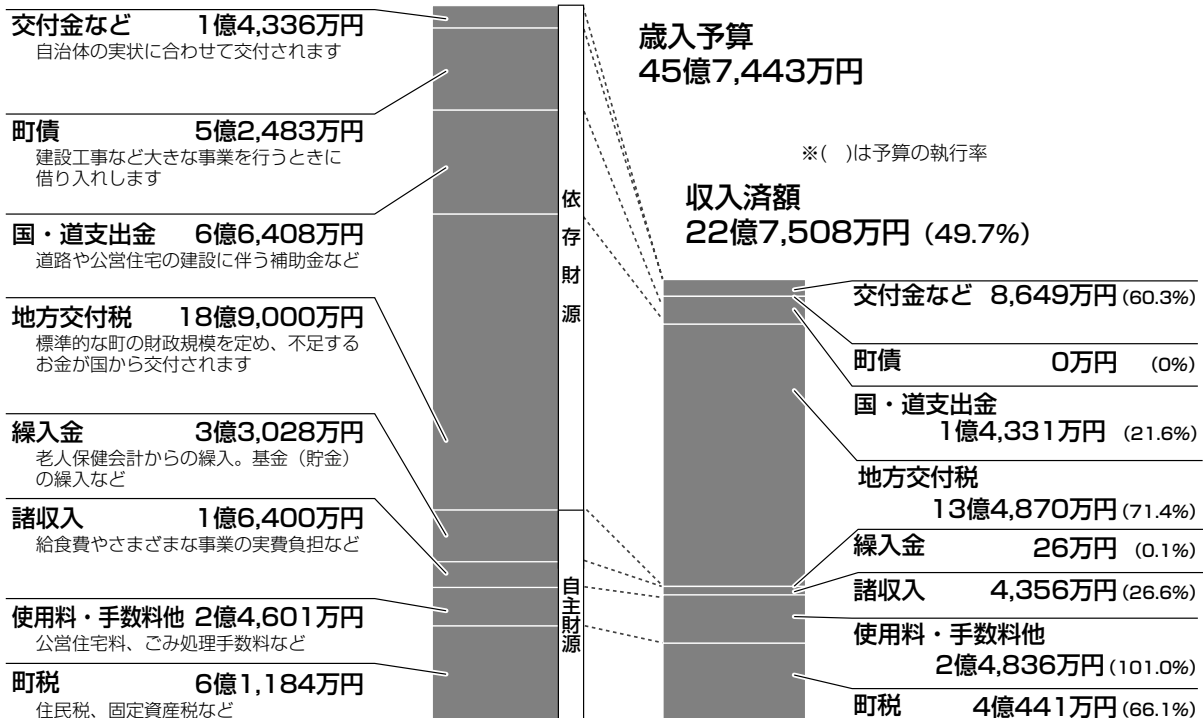 交付金など 1億4,336万円
自治体の実状に合わせて交付されます
町債 5億2,483万円
建設工事など大きな事業を行うときに
借り入れします
国・道支出金 6億6,408万円
道路や公営住宅の建設に伴う補助金など
地方交付税 18億9,000万円
標準的な町の財政規模を定め、不足する
お金が国から交付されます
繰入金 3億3,028万円
老人保健会計からの繰入。基金（貯金）
の繰入など
諸収入 1億6,400万円
給食費やさまざまな事業の実費負担など
使用料・手数料他 2億4,601万円
公営住宅料、ごみ処理手数料など
町税 6億1,184万円
住民税、固定資産税など
依存財源
自主財源
歳入予算
45億7,443万円
※( )は予算の執行率
収入済額
22億7,508万円 (49.7%)
交付金など 8,649万円 (60.3%)
町債 0万円 (0%)
国・道支出金
1億4,331万円 (21.6%)
地方交付税
13億4,870万円 (71.4%)
繰入金 26万円 (0.1%)
諸収入 4,356万円 (26.6%)
使用料・手数料他
2億4,836万円 (101.0%)
町税 4億441万円 (66.1%)